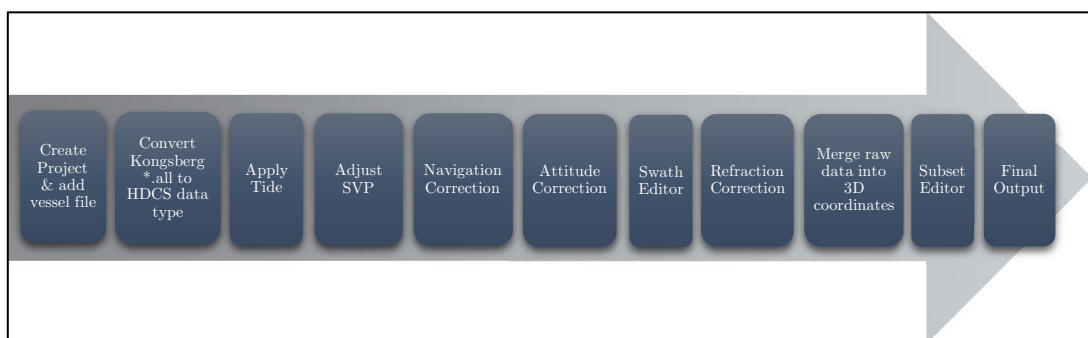 Create
Project
& add
vessel file
Convert
Kongsberg
*.all to
HDCS data
type
Apply
Tide
Adjust
SVP
Navigation
Correction
Attitude
Correction
Swath
Editor
Refraction
Correction
Merge raw
data into
3D
coordinates
Subset
Editor
Final
Output